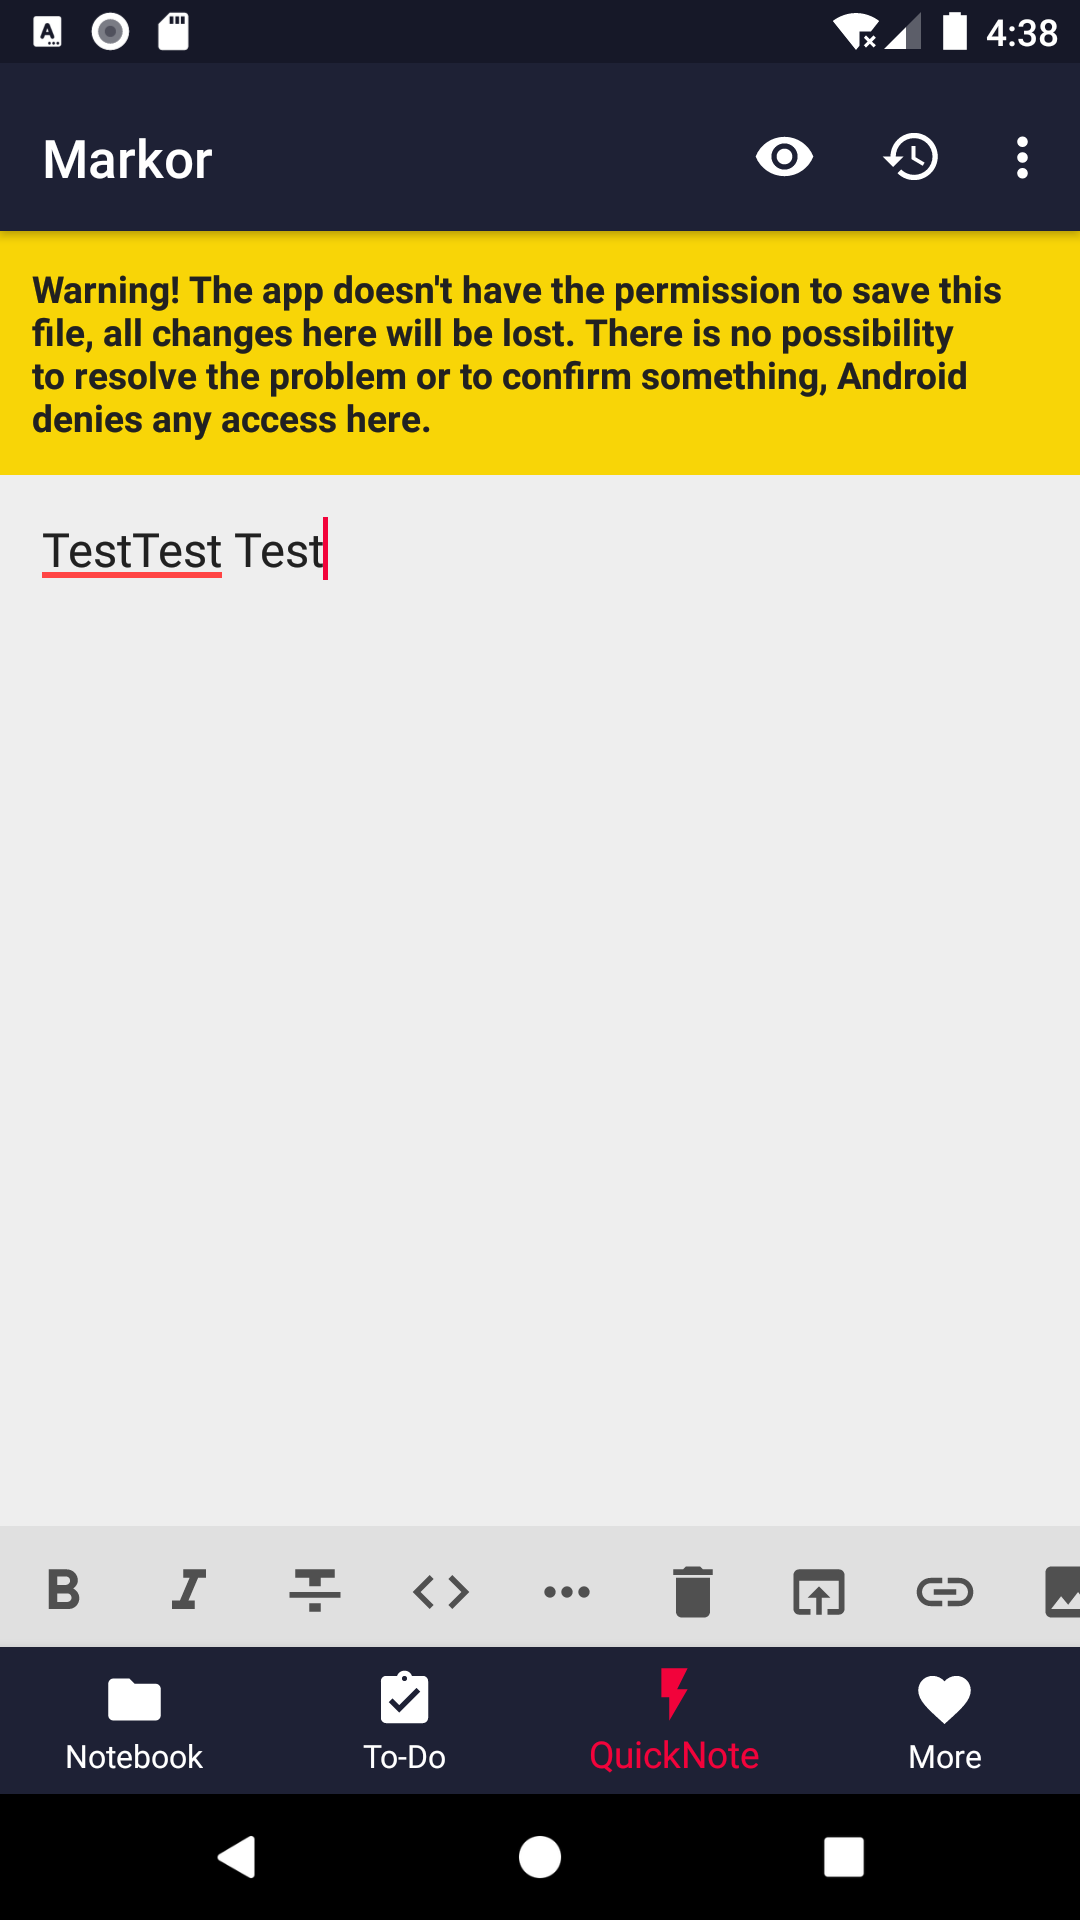 4:38
Markor
Warning! The app doesn't have the permission to save this
file, all changes here will be lost. There is no possibility
to resolve the problem or to confirm something, Android
denies any access here.
TestTest Test
Notebook
To-Do
QuickNote
More